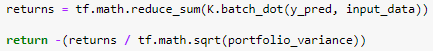 returns = tf.math.reduce_sum(K.batch_dot(y_pred, input_data))
return -(returns / tf.math.sqrt(portfolio_variance))